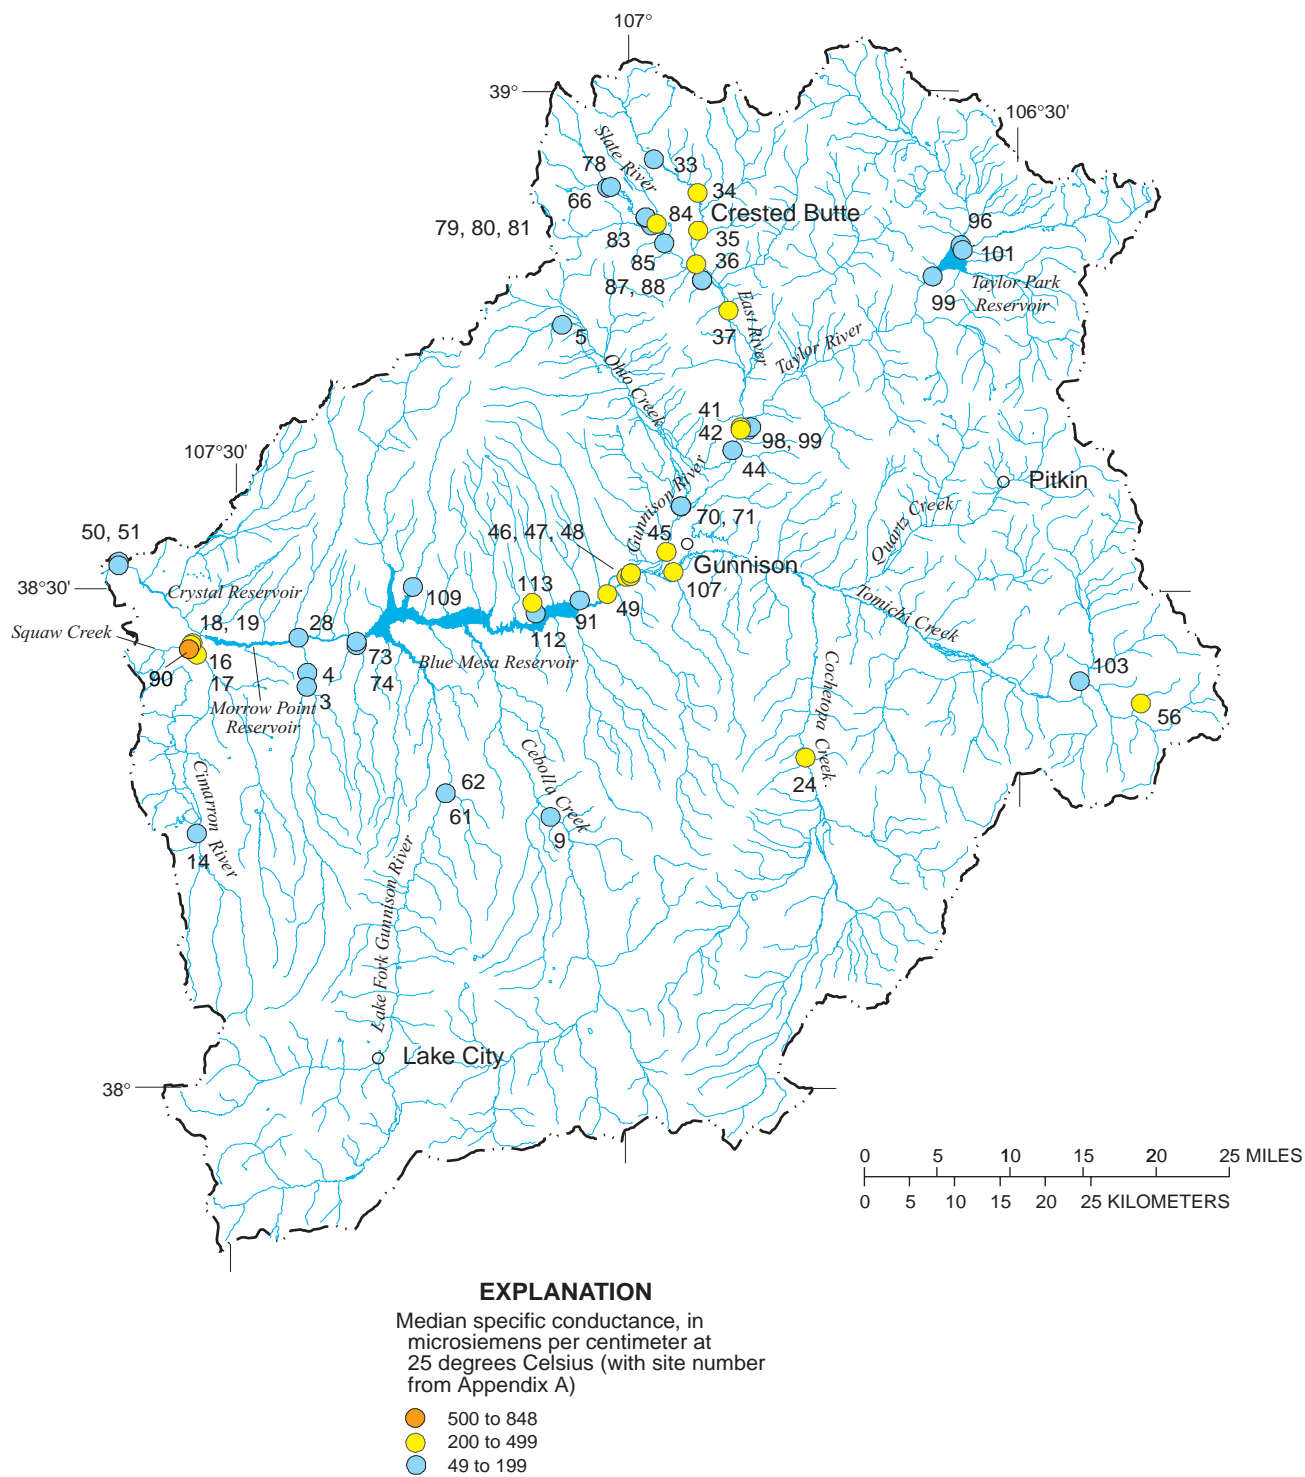 107°
39°
106°30'
Slate River
33
78
66
34
84
Crested Butte
79, 80, 81
83
35
96
101
85
36
87, 88
Taylor Park
Reservoir
99
East River
37
5
Taylor River
Ohio Creek
41
42
98, 99
44
107°30'
Pitkin
Gunnison River
70, 71
Quartz Creek
46, 47, 48
45
50, 51
Gunnison
38°30'
Crystal Reservoir
109
113
107
49
Tomichi Creek
91
112
18, 19
28
Squaw Creek
16
17
90
73
74
Blue Mesa Reservoir
4
3
Morrow Point
Reservoir
Cochetopa Creek
103
56
24
Cebolla Creek
62
61
9
Cimarron River
14
Lake Fork Gunnison River
Lake City
38°
0 5 10 15 20 25 MILES
0 5 10 15 20 25 KILOMETERS
EXPLANATION
Median specific conductance, in
microsiemens per centimeter at
25 degrees Celsius (with site number
from Appendix A)
500 to 848
200 to 499
49 to 199